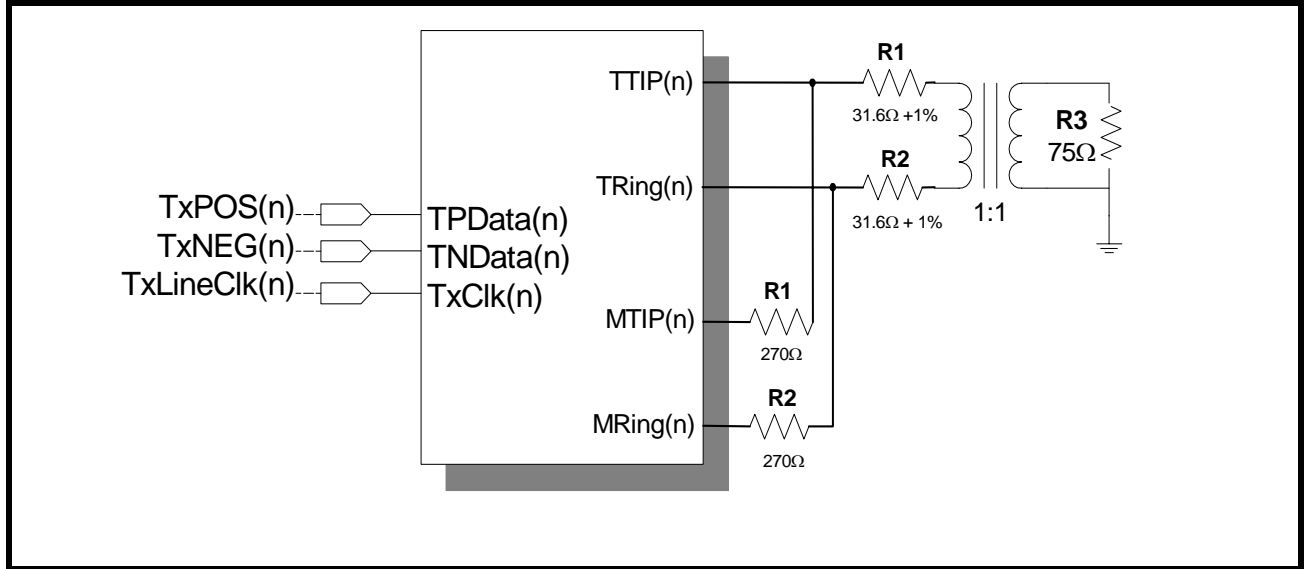 R1
TTIP(n)
31.6Ω +1%
R3
75Ω
R2
TRing(n)
31.6Ω + 1%
1:1
TxPOS(n)
TPData(n)
TxNEG(n)
TNData(n)
TxLineClk(n)
TxClk(n)
R1
MTIP(n)
270Ω
R2
MRing(n)
270Ω